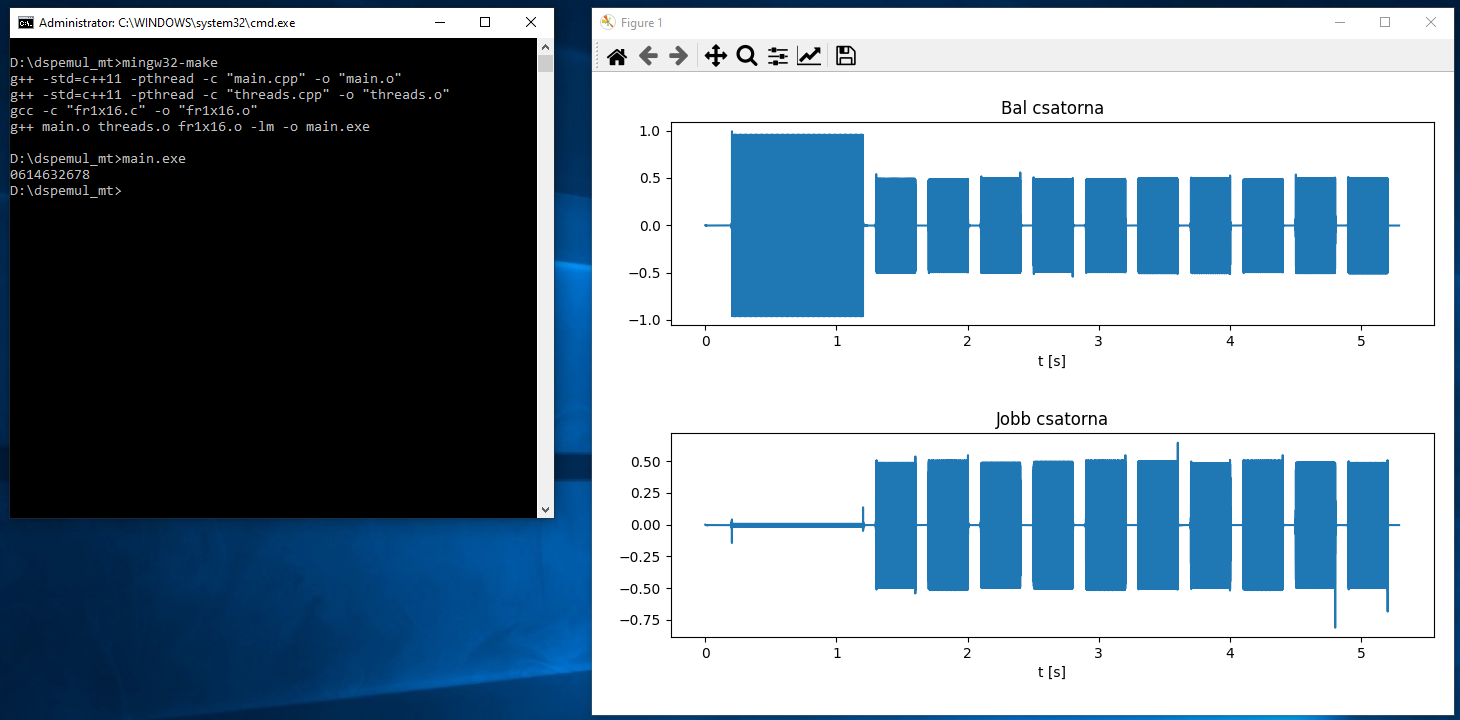 Administrator: C:\WINDOWS\system32\cmd.exe
D:\dspemul_mt>mingw32-make
g++ -std=c++11 -pthread -c "main.cpp" -o "main.o"
g++ -std=c++11 -pthread -c "threads.cpp" -o "threads.o"
gcc -c "fr1x16.c" -o "fr1x16.o"
g++ main.o threads.o fr1x16.o -lm -o main.exe
D:\dspemul_mt>main.exe
0614632678
D:\dspemul_mt>
Figure 1
Bal csatorna
1.0
0.5
0.0
−0.5
−1.0
0 1 2 3 4 5
t [s]
Jobb csatorna
0.50
0.25
0.00
−0.25
−0.50
−0.75
0 1 2 3 4 5
t [s]